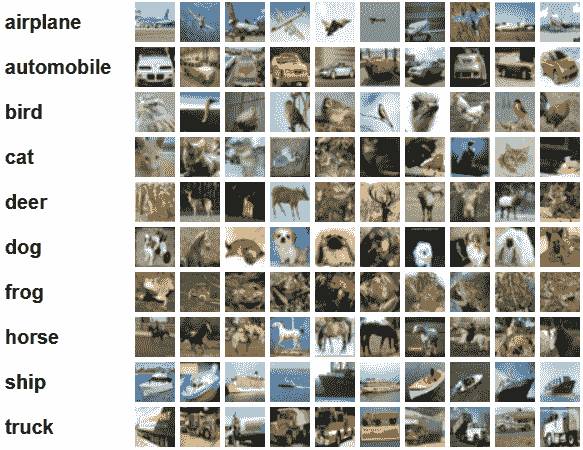 airplane
automobile
bird
cat
deer
dog
frog
horse
ship
truck